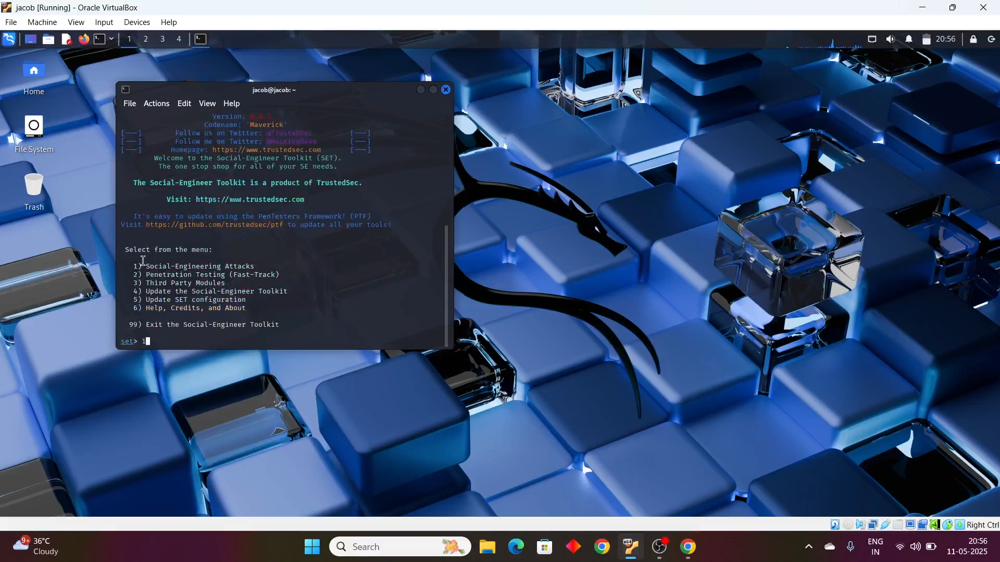 jacob [Running] - Oracle VirtualBox
File Machine View Input Devices Help
1 2 3 4
20:56
Home
File System
Trash
jacob@jacob: ~
File Actions Edit View Help
Version: 8.0.3
Codename: 'Maverick'
[---] Follow us on Twitter: @TrustedSec [---]
[---] Follow me on Twitter: @HackingDave [---]
[---] Homepage: https://www.trustedsec.com [---]
Welcome to the Social-Engineer Toolkit (SET).
The one stop shop for all of your SE needs.
The Social-Engineer Toolkit is a product of TrustedSec.
Visit: https://www.trustedsec.com
It's easy to update using the PenTesters Framework! (PTF)
Visit https://github.com/trustedsec/ptf to update all your tools!
Select from the menu:
1) Social-Engineering Attacks
2) Penetration Testing (Fast-Track)
3) Third Party Modules
4) Update the Social-Engineer Toolkit
5) Update SET configuration
6) Help, Credits, and About
99) Exit the Social-Engineer Toolkit
set> 1
Right Ctrl
9+
36°C
Cloudy
Search
x64
ENG
IN
20:56
11-05-2025